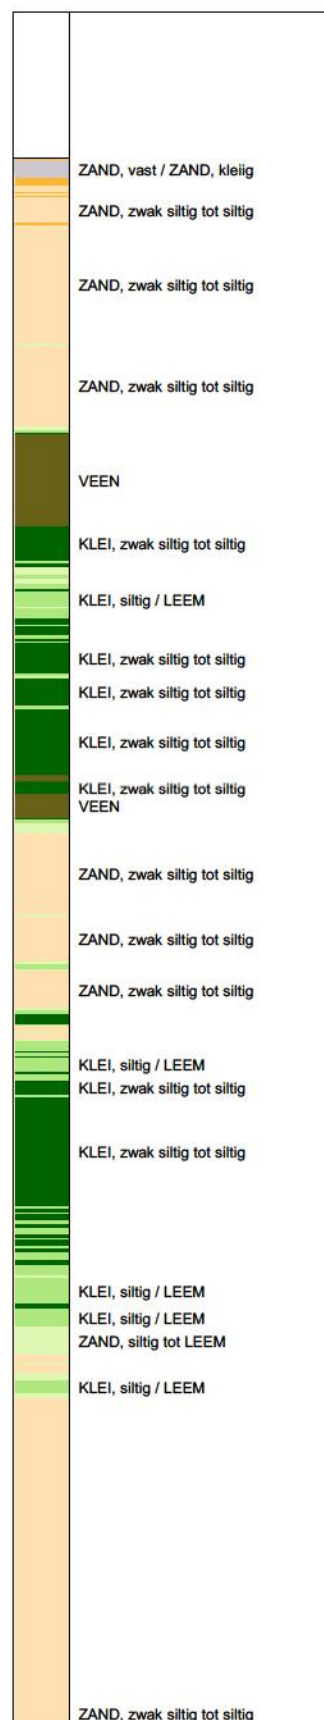 ZAND, vast / ZAND, kleiig
ZAND, zwak siltig tot siltig
ZAND, zwak siltig tot siltig
ZAND, zwak siltig tot siltig
VEEN
KLEI, zwak siltig tot siltig
KLEI, siltig / LEEM
KLEI, zwak siltig tot siltig
KLEI, zwak siltig tot siltig
KLEI, zwak siltig tot siltig
KLEI, zwak siltig tot siltig
VEEN
ZAND, zwak siltig tot siltig
ZAND, zwak siltig tot siltig
ZAND, zwak siltig tot siltig
KLEI, siltig / LEEM
KLEI, zwak siltig tot siltig
KLEI, zwak siltig tot siltig
KLEI, siltig / LEEM
KLEI, siltig / LEEM
ZAND, siltig tot LEEM
KLEI, siltig / LEEM
ZAND, zwak siltig tot siltig